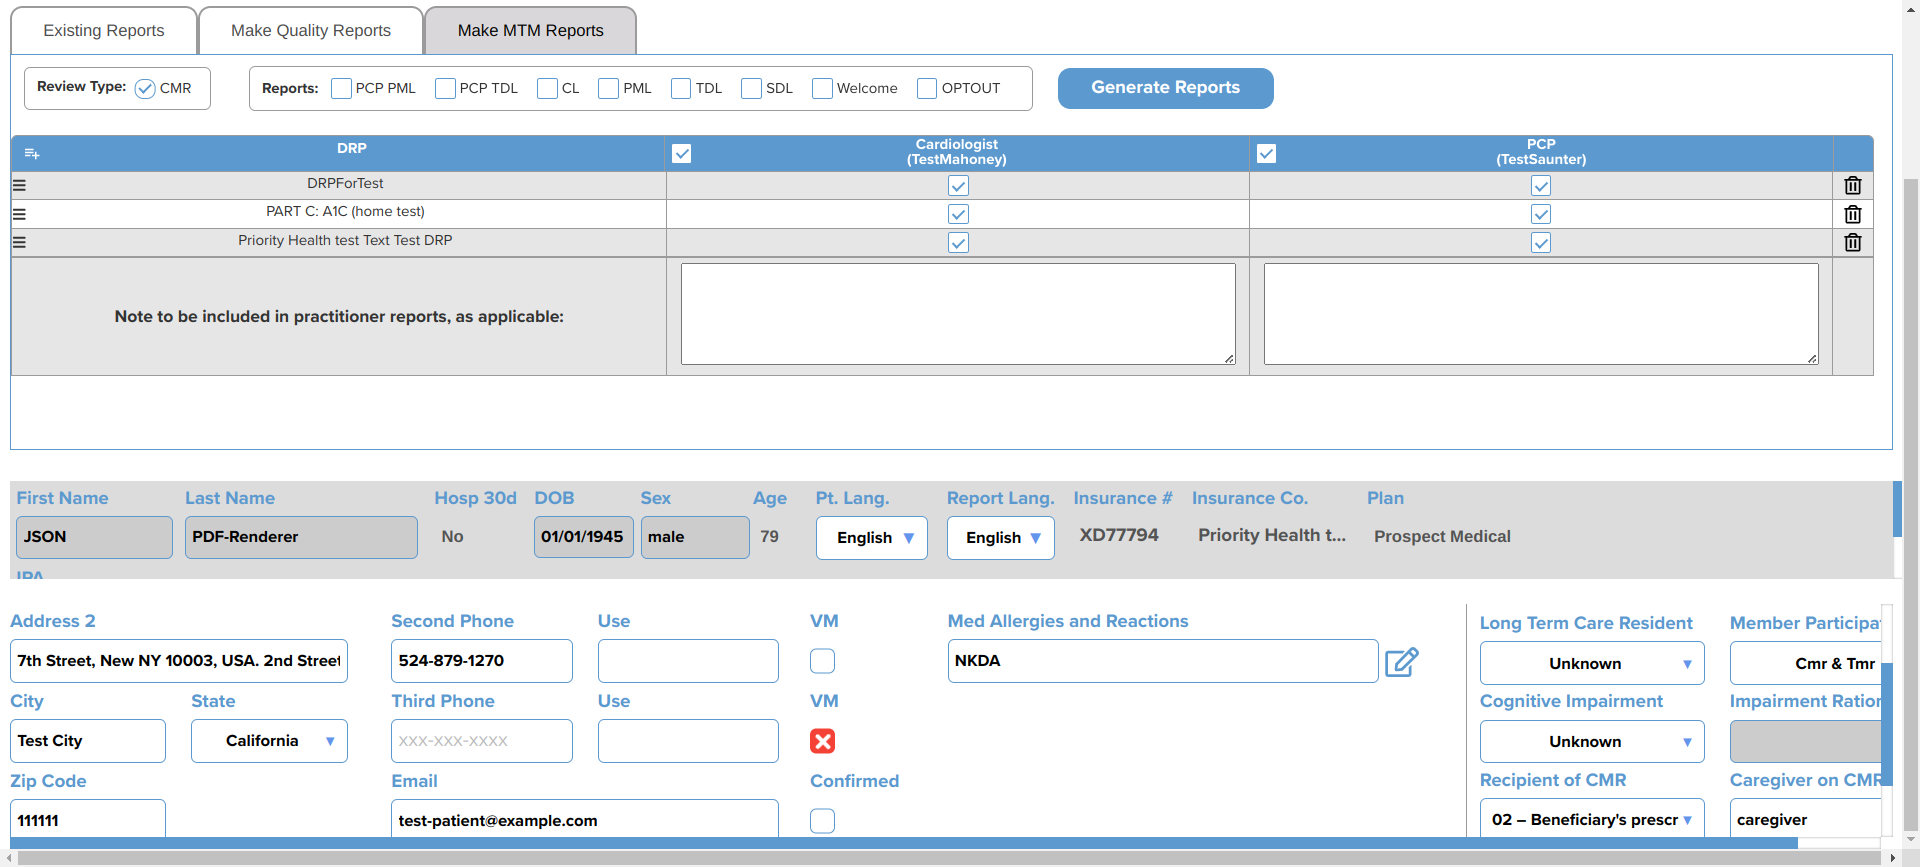 Existing Reports
Make Quality Reports
Make MTM Reports
Review Type: CMR
Reports: PCP PML PCP TDL CL PML TDL SDL Welcome OPTOUT
Generate Reports
DRP
Cardiologist
(TestMahoney)
PCP
(TestSaunter)
DRPForTest
PART C: A1C (home test)
Priority Health test Text Test DRP
Note to be included in practitioner reports, as applicable:
First Name Last Name Hosp 30d DOB Sex Age Pt. Lang. Report Lang. Insurance # Insurance Co. Plan
JSON PDF-Renderer No 01/01/1945 male 79 English English XD77794 Priority Health t... Prospect Medical
IPA
Address 2 Second Phone Use VM Med Allergies and Reactions Long Term Care Resident Member Participa
7th Street, New NY 10003, USA. 2nd Street 524-879-1270 NKDA Unknown Cmr & Tmr
City State Third Phone Use VM Cognitive Impairment Impairment Ration
Test City California xxx-xxx-xxxx Unknown
Zip Code Email Confirmed Recipient of CMR Caregiver on CMR
111111 test-patient@example.com 02 – Beneficiary's prescr caregiver